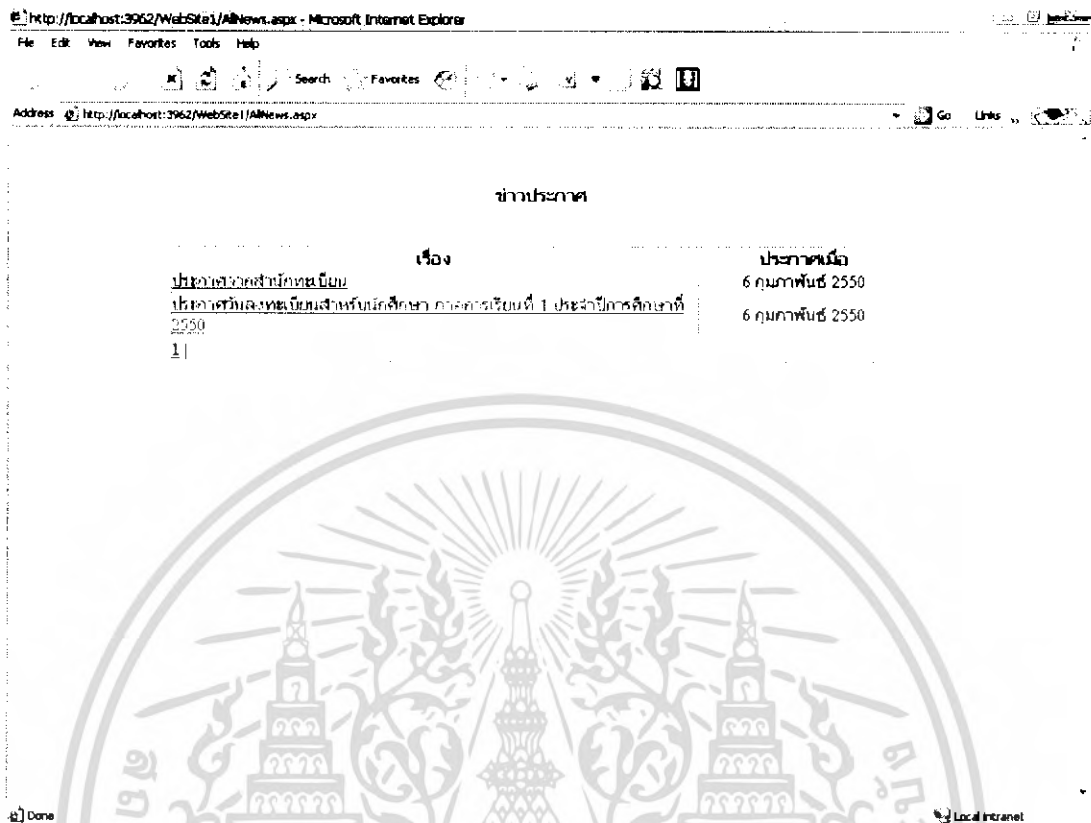 http://localhost:3962/WebSite1/AllNews.aspx - Microsoft Internet Explorer
File Edit View Favorites Tools Help
Search Favorites
Address http://localhost:3962/WebSite1/AllNews.aspx Go Links
ข่าวประกาศ
เรื่อง ประกาศเมื่อ
ประกาศจากสำนักทะเบียน 6 กุมภาพันธ์ 2550
ประกาศวันลงทะเบียนสำหรับนักศึกษา ภาคการเรียนที่ 1 ประจำปีการศึกษาที่
2550 6 กุมภาพันธ์ 2550
1 |
Done Local intranet